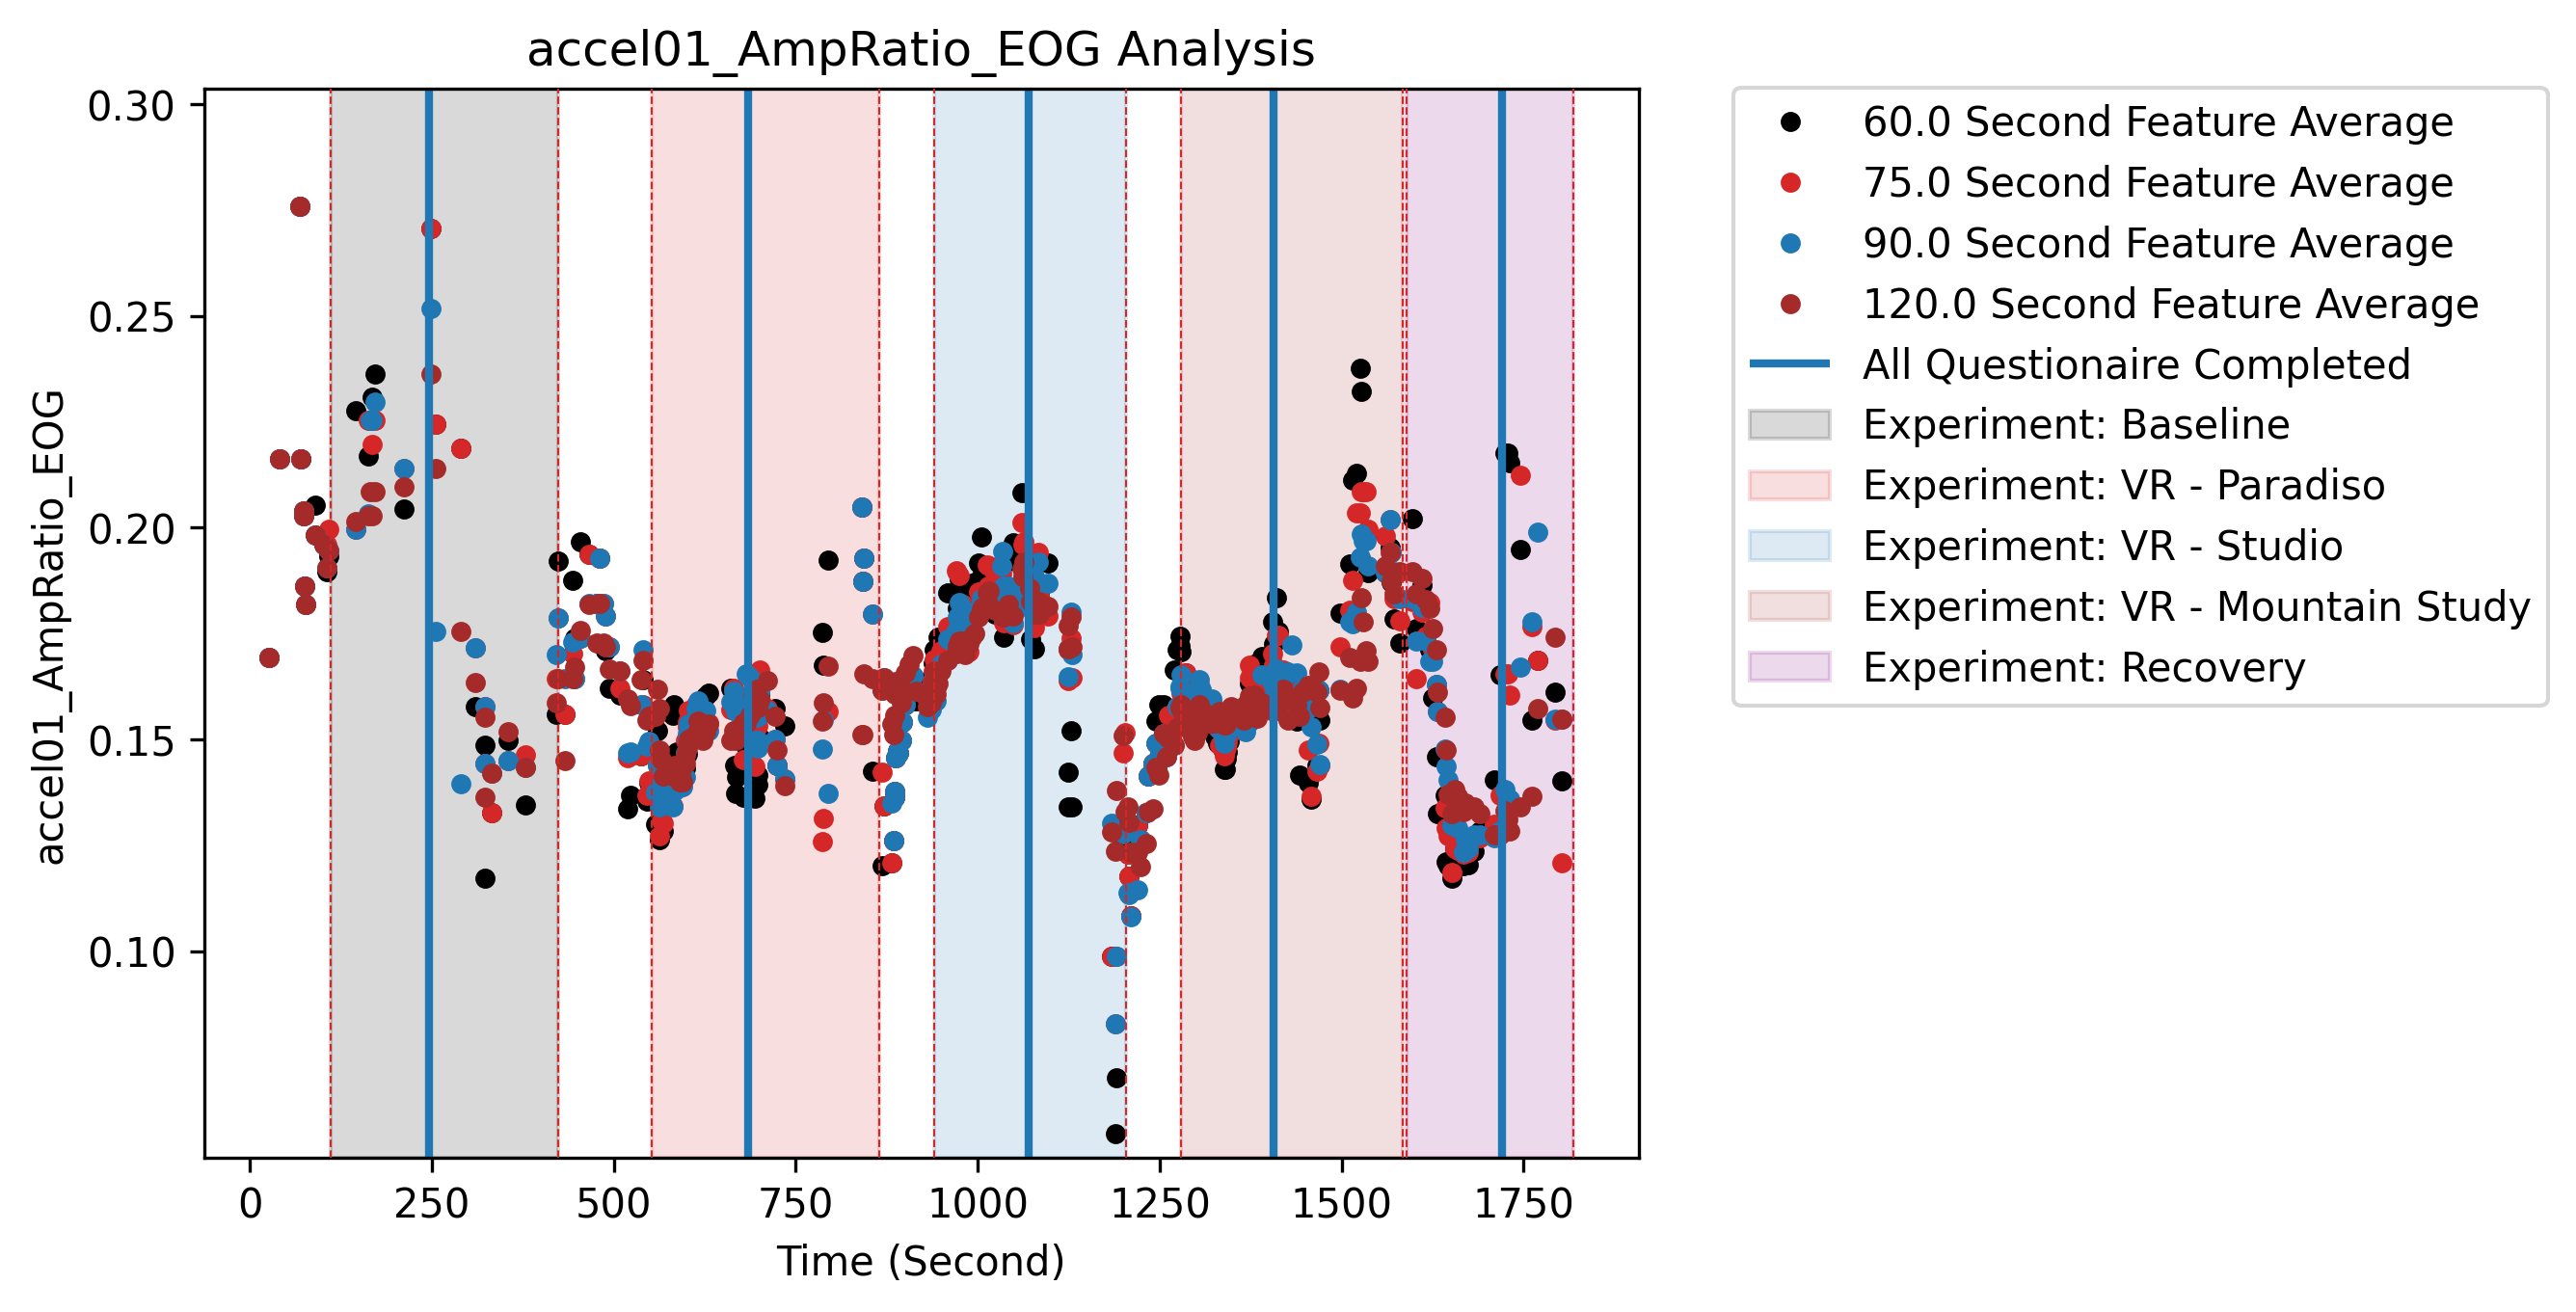 accel01_AmpRatio_EOG Analysis
0.30
0.25
0.20
0.15
0.10
accel01_AmpRatio_EOG
0 250 500 750 1000 1250 1500 1750
Time (Second)
60.0 Second Feature Average
75.0 Second Feature Average
90.0 Second Feature Average
120.0 Second Feature Average
All Questionaire Completed
Experiment: Baseline
Experiment: VR - Paradiso
Experiment: VR - Studio
Experiment: VR - Mountain Study
Experiment: Recovery